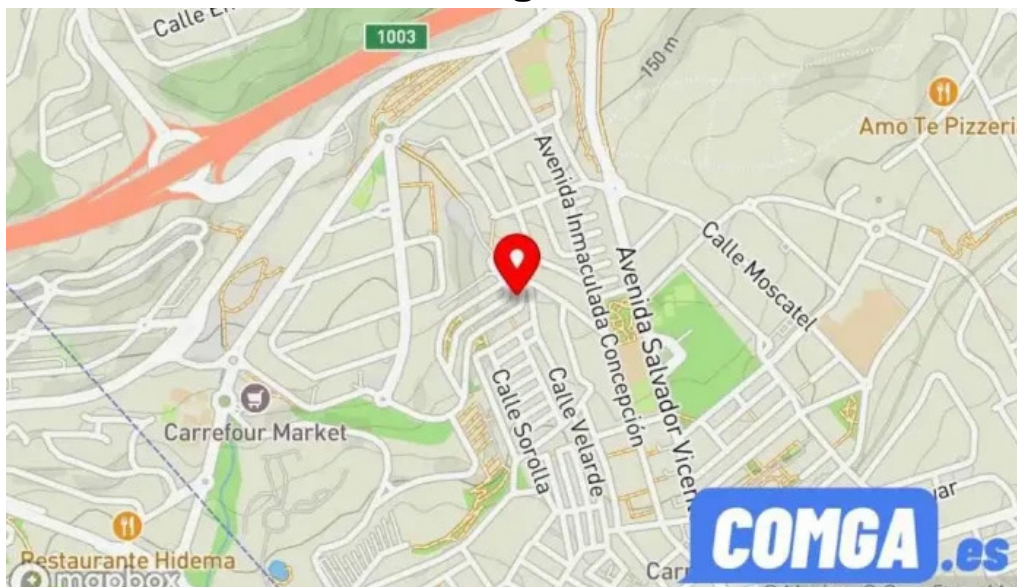 1003
150 m
Amo Te Pizzeri
Avenida Inmaculada Concepción
Avenida Salvador Vicen
Calle Moscatel
Calle Sorolla
Calle Velarde
Carrefour Market
Restaurante Hidema
mapbox
COMGA.es